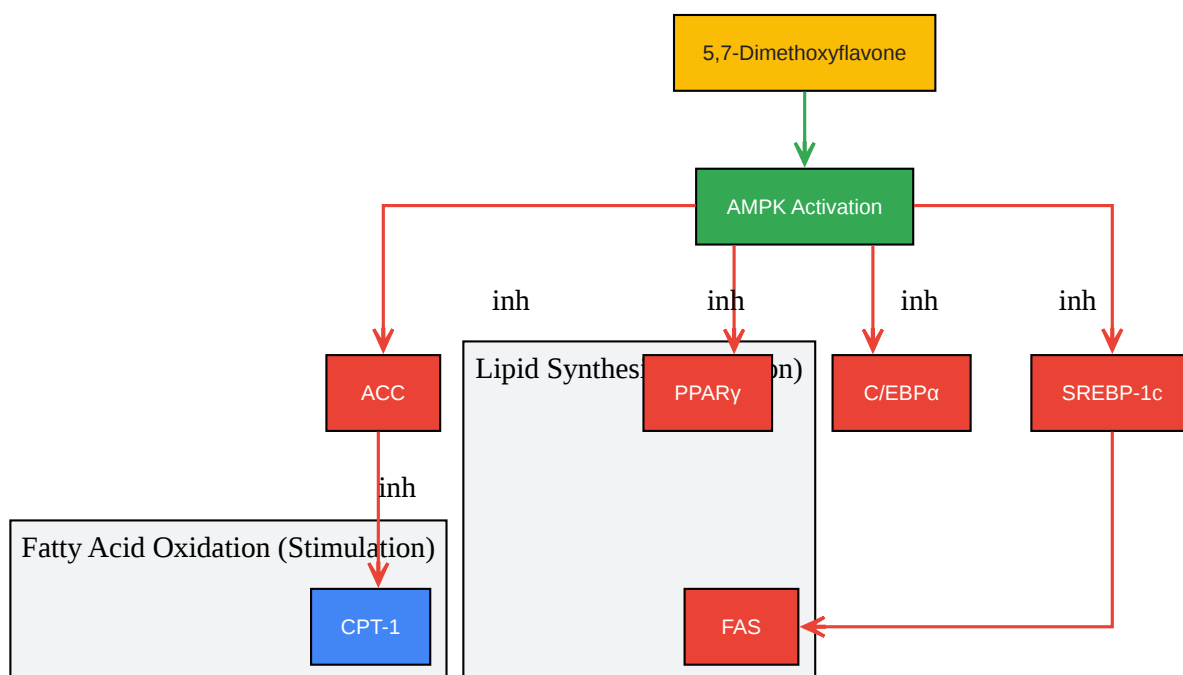 5,7-Dimethoxyflavone
AMPK Activation
inh
inh
inh
inh
Lipid Synthesi on)
ACC
PPARγ
C/EBPα
SREBP-1c
inh
Fatty Acid Oxidation (Stimulation)
CPT-1
FAS